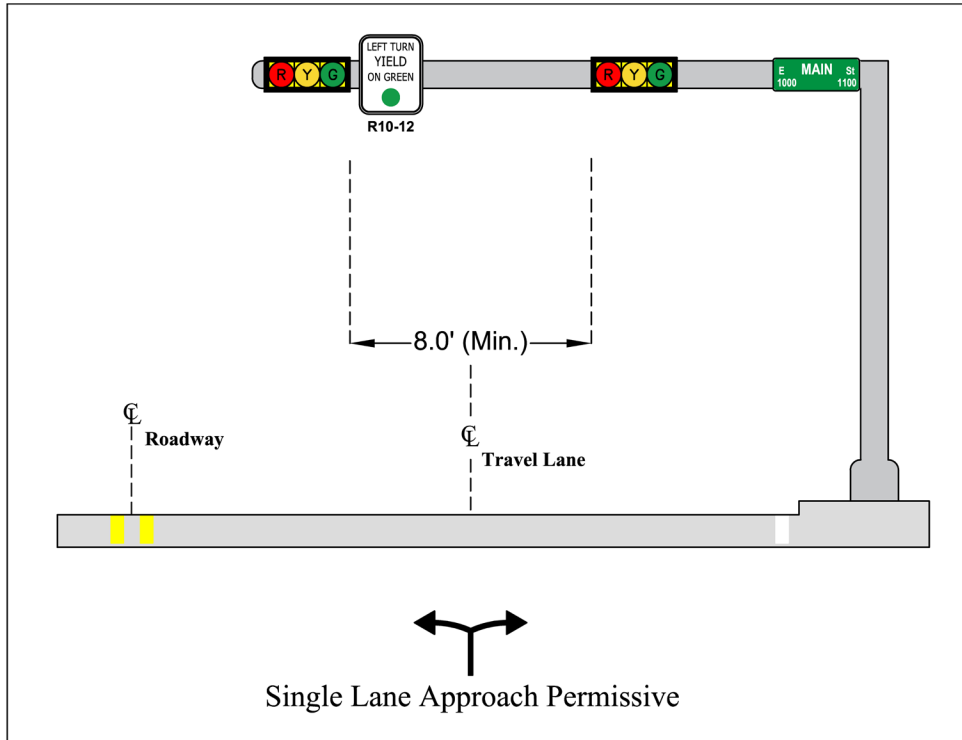 R Y G
LEFT TURN
YIELD
ON GREEN
R10-12
R Y G
E MAIN St
1000 1100
8.0' (Min.)
℄
Roadway
℄
Travel Lane
Single Lane Approach Permissive